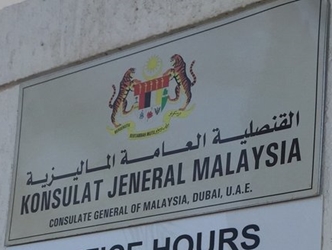 القنصلية العامة الماليزية
KONSULAT JENERAL MALAYSIA
CONSULATE GENERAL OF MALAYSIA, DUBAI, U.A.E.
HOURS